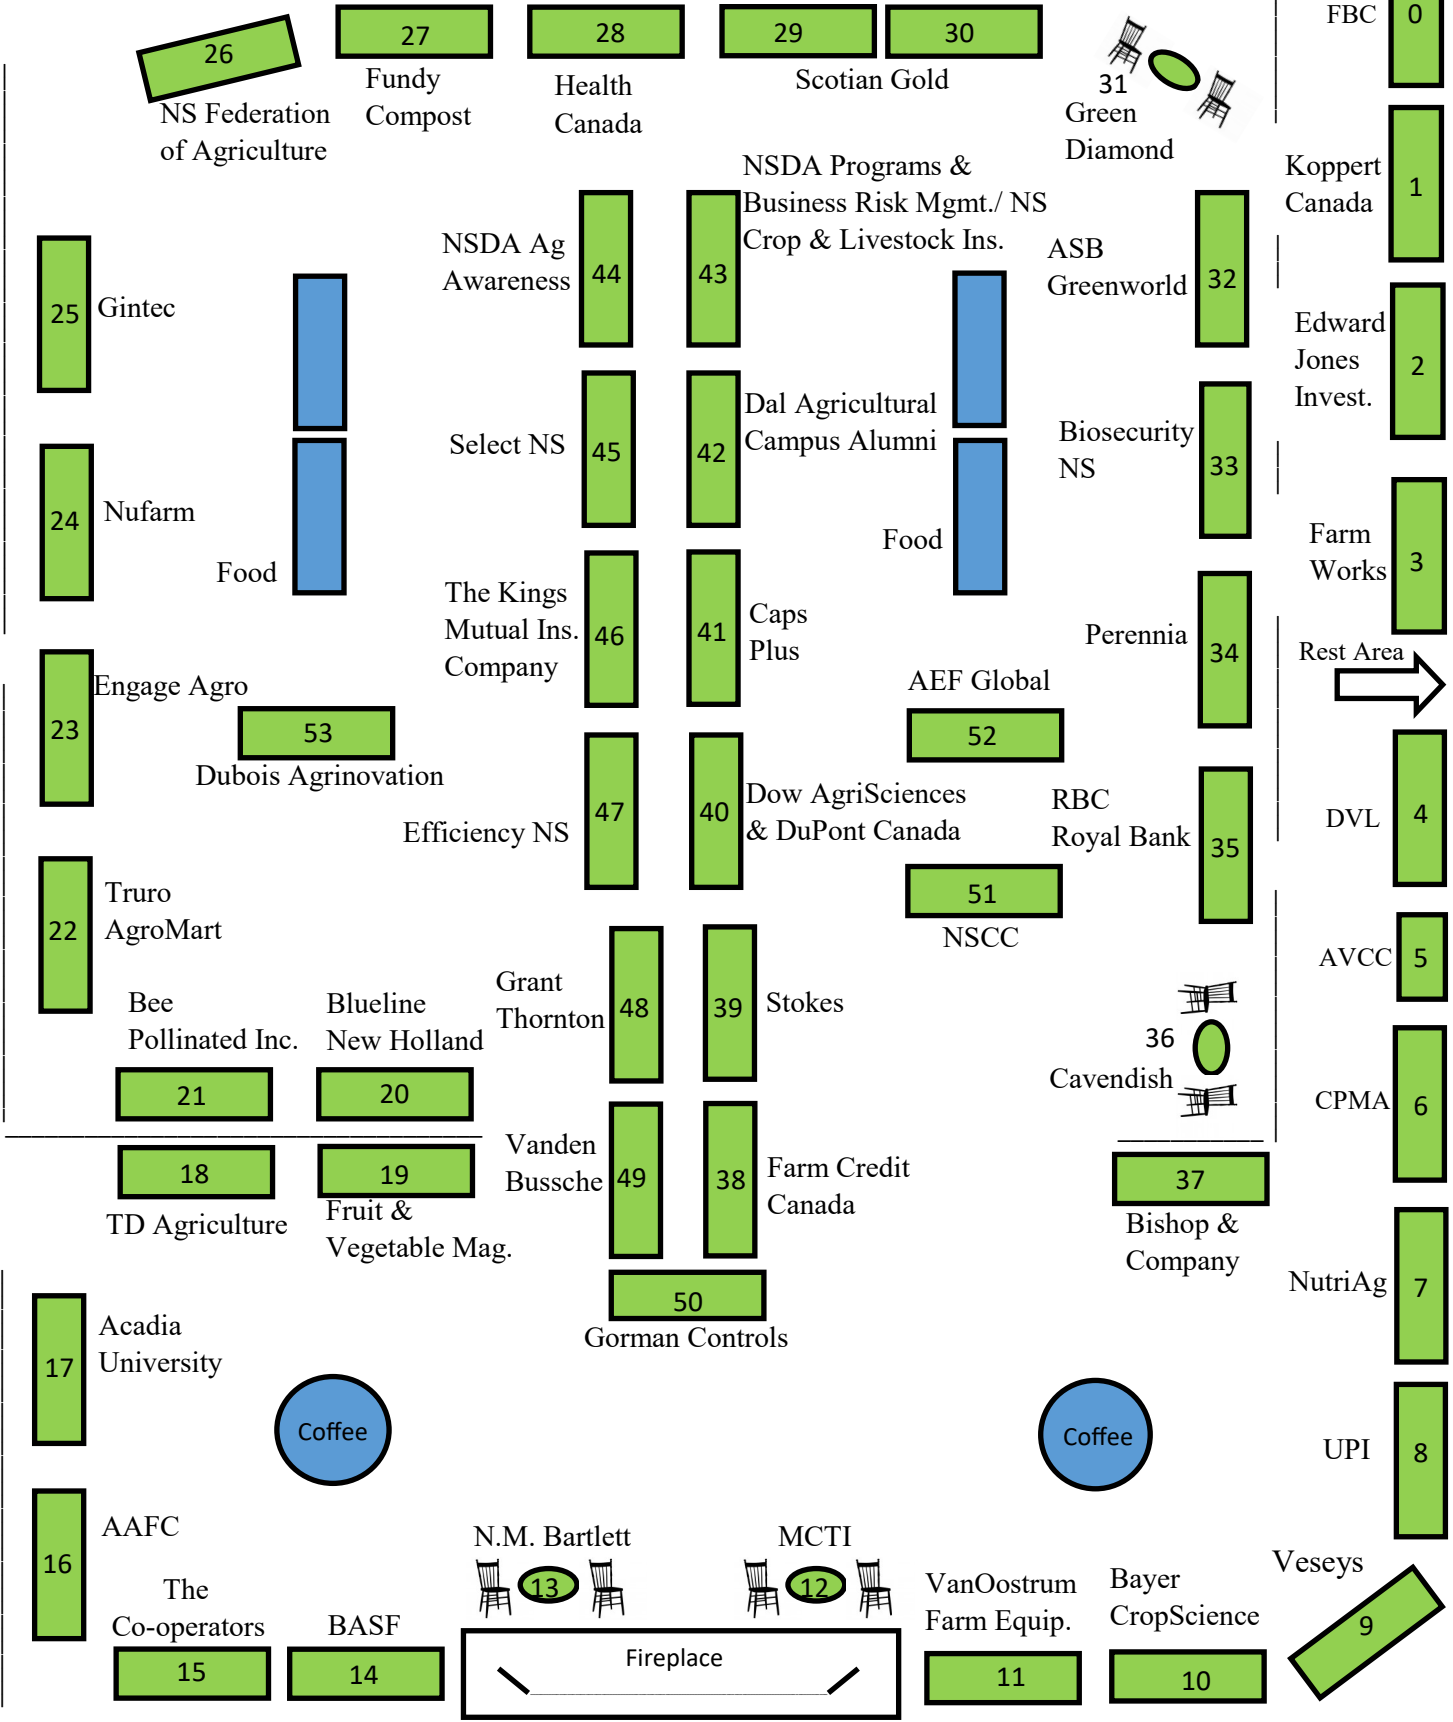 FBC
0
26
27
28
29
30
31
NS Federation
of Agriculture
Fundy
Compost
Health
Canada
Scotian Gold
Green
Diamond
Koppert
Canada
1
NSDA Programs &
Business Risk Mgmt./ NS
Crop & Livestock Ins.
NSDA Ag
Awareness
44
43
ASB
Greenworld
32
25
Gintec
Edward
Jones
Invest.
2
Select NS
45
42
Dal Agricultural
Campus Alumni
Biosecurity
NS
33
24
Nufarm
Food
Food
Farm
Works
3
The Kings
Mutual Ins.
Company
46
41
Caps
Plus
Perennia
34
Rest Area
23
Engage Agro
53
Dubois Agrinovation
AEF Global
52
Efficiency NS
47
40
Dow AgriSciences
& DuPont Canada
RBC
Royal Bank
35
DVL
4
22
Truro
AgroMart
51
NSCC
AVCC
5
Bee
Pollinated Inc.
21
Blueline
New Holland
20
Grant
Thornton
48
39
Stokes
36
Cavendish
CPMA
6
18
TD Agriculture
19
Fruit &
Vegetable Mag.
Vanden
Bussche
49
38
Farm Credit
Canada
37
Bishop &
Company
50
Gorman Controls
NutriAg
7
17
Acadia
University
Coffee
Coffee
UPI
8
16
AAFC
N.M. Bartlett
13
MCTI
12
Veseys
9
The
Co-operators
15
BASF
14
Fireplace
VanOostrum
Farm Equip.
11
Bayer
CropScience
10